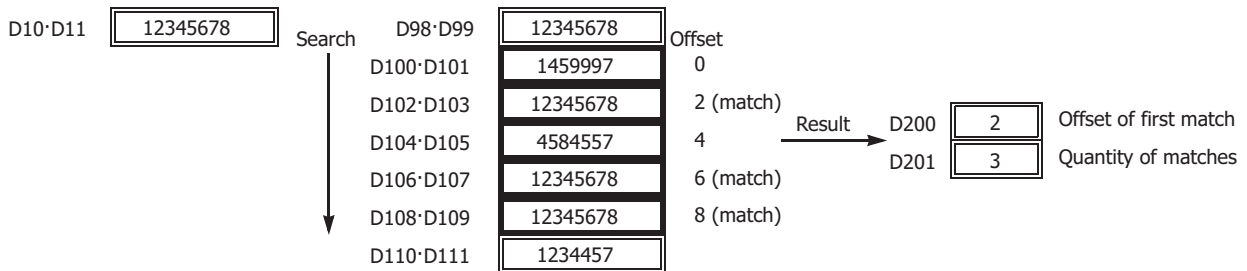 D10·D11 12345678 Search D98·D99 12345678 Offset
D100·D101 1459997 0
D102·D103 12345678 2 (match)
D104·D105 4584557 4 Result D200 2 Offset of first match
D106·D107 12345678 6 (match) D201 3 Quantity of matches
D108·D109 12345678 8 (match)
D110·D111 1234457